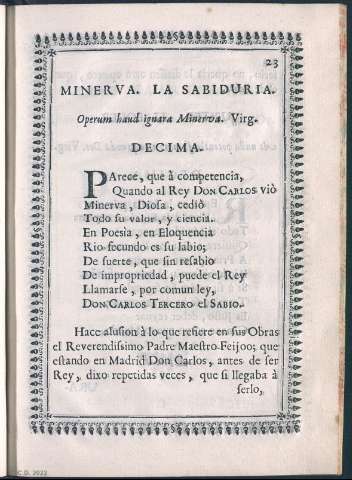 23
MINERVA. LA SABIDURIA.
Operum haud ignara Minerva. Virg.
DECIMA.
PArece, que à competencia,
Quando al Rey DON CARLOS viò
Minerva, Diosa, cediò
Todo su valor, y ciencia.
En Poesia, en Eloquencia
Rio fecundo es su labio;
De suerte, que sin resabio
De impropriedad, puede el Rey
Llamarse, por comun ley,
DON CARLOS TERCERO el SABIO.
Hace alusion à lo que refiere en sus Obras
el Reverendissimo Padre Maestro Feijoo; que
estando en Madrid Don Carlos, antes de ser
Rey, dixo repetidas veces, que si llegaba à
serlo,
C.D. 2022